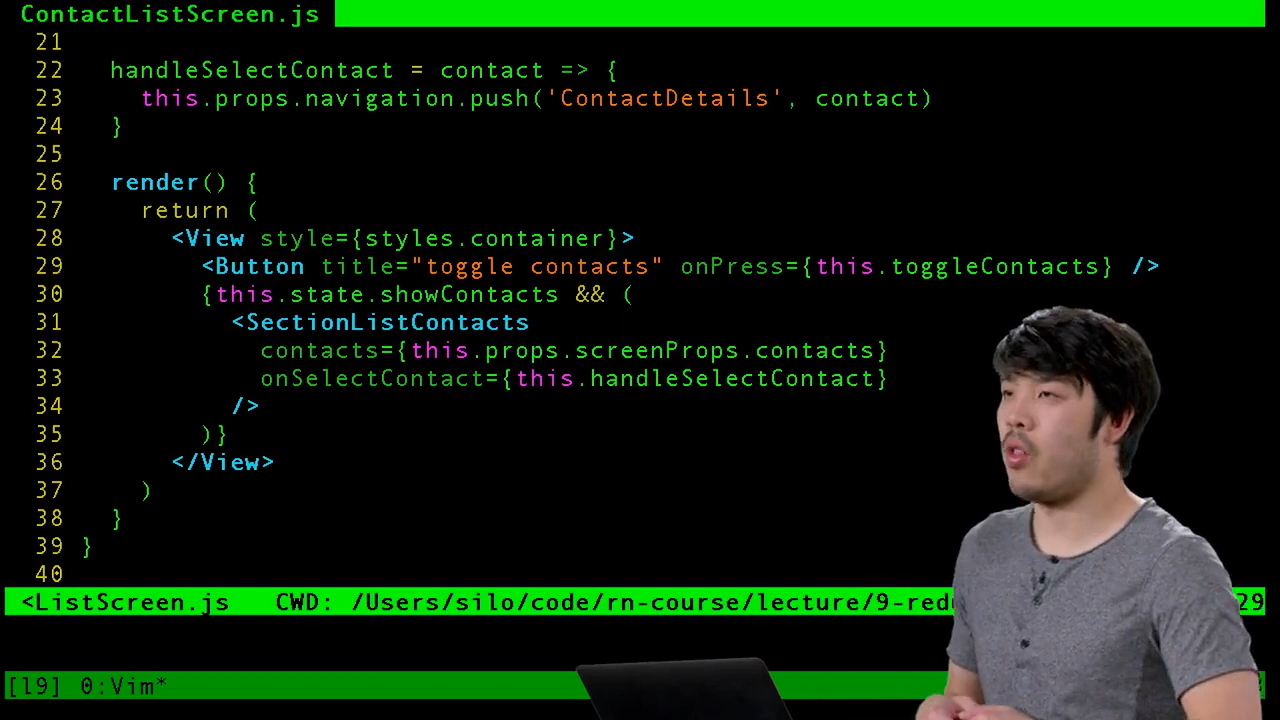 ContactListScreen.js
21
22 handleSelectContact = contact => {
23 this.props.navigation.push('ContactDetails', contact)
24 }
25
26 render() {
27 return (
28 <View style={styles.container}>
29 <Button title="toggle contacts" onPress={this.toggleContacts} />
30 {this.state.showContacts && (
31 <SectionListContacts
32 contacts={this.props.screenProps.contacts}
33 onSelectContact={this.handleSelectContact}
34 />
35 )}
36 </View>
37 )
38 }
39 }
40
<ListScreen.js CWD: /Users/silo/code/rn-course/lecture/9-red 29
[l9] 0:Vim*